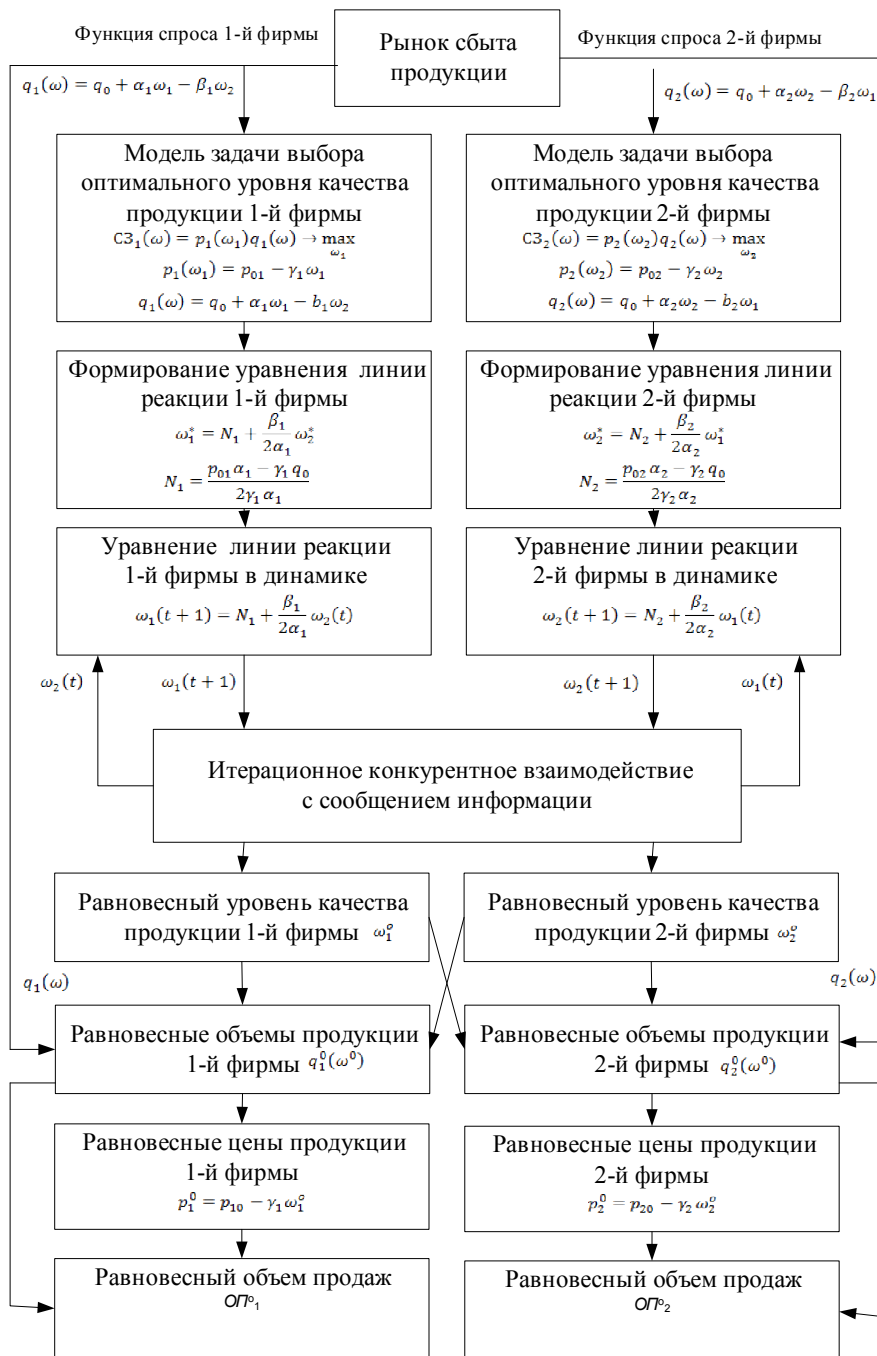 Функция спроса 1-й фирмы
Рынок сбыта
продукции
Функция спроса 2-й фирмы
q₁(ω) = q₀ + α₁ω₁ − β₁ω₂
q₂(ω) = q₀ + α₂ω₂ − β₂ω₁
Модель задачи выбора
оптимального уровня качества
продукции 1-й фирмы
СЗ₁(ω) = p₁(ω₁)q₁(ω) → max
ω₁
p₁(ω₁) = p₀₁ − γ₁ω₁
q₁(ω) = q₀ + α₁ω₁ − b₁ω₂
Модель задачи выбора
оптимального уровня качества
продукции 2-й фирмы
СЗ₂(ω) = p₂(ω₂)q₂(ω) → max
ω₂
p₂(ω₂) = p₀₂ − γ₂ω₂
q₂(ω) = q₀ + α₂ω₂ − b₂ω₁
Формирование уравнения линии
реакции 1-й фирмы
ω₁* = N₁ + β₁/2α₁ ω₂*
N₁ = p₀₁α₁ − γ₁q₀/2γ₁α₁
Формирование уравнения линии
реакции 2-й фирмы
ω₂* = N₂ + β₂/2α₂ ω₁*
N₂ = p₀₂α₂ − γ₂q₀/2γ₂α₂
Уравнение линии реакции
1-й фирмы в динамике
ω₁(t + 1) = N₁ + β₁/2α₁ ω₂(t)
Уравнение линии реакции
2-й фирмы в динамике
ω₂(t + 1) = N₂ + β₂/2α₂ ω₁(t)
ω₂(t)
ω₁(t + 1)
ω₂(t + 1)
ω₁(t)
Итерационное конкурентное взаимодействие
с сообщением информации
Равновесный уровень качества
продукции 1-й фирмы ω₁ᵒ
Равновесный уровень качества
продукции 2-й фирмы ω₂ᵒ
q₁(ω)
q₂(ω)
Равновесные объемы продукции
1-й фирмы q₁⁰(ω⁰)
Равновесные объемы продукции
2-й фирмы q₂⁰(ω⁰)
Равновесные цены продукции
1-й фирмы
p₁⁰ = p₁₀ − γ₁ω₁ᵒ
Равновесные цены продукции
2-й фирмы
p₂⁰ = p₂₀ − γ₂ω₂ᵒ
Равновесный объем продаж
ОПᵒ₁
Равновесный объем продаж
ОПᵒ₂